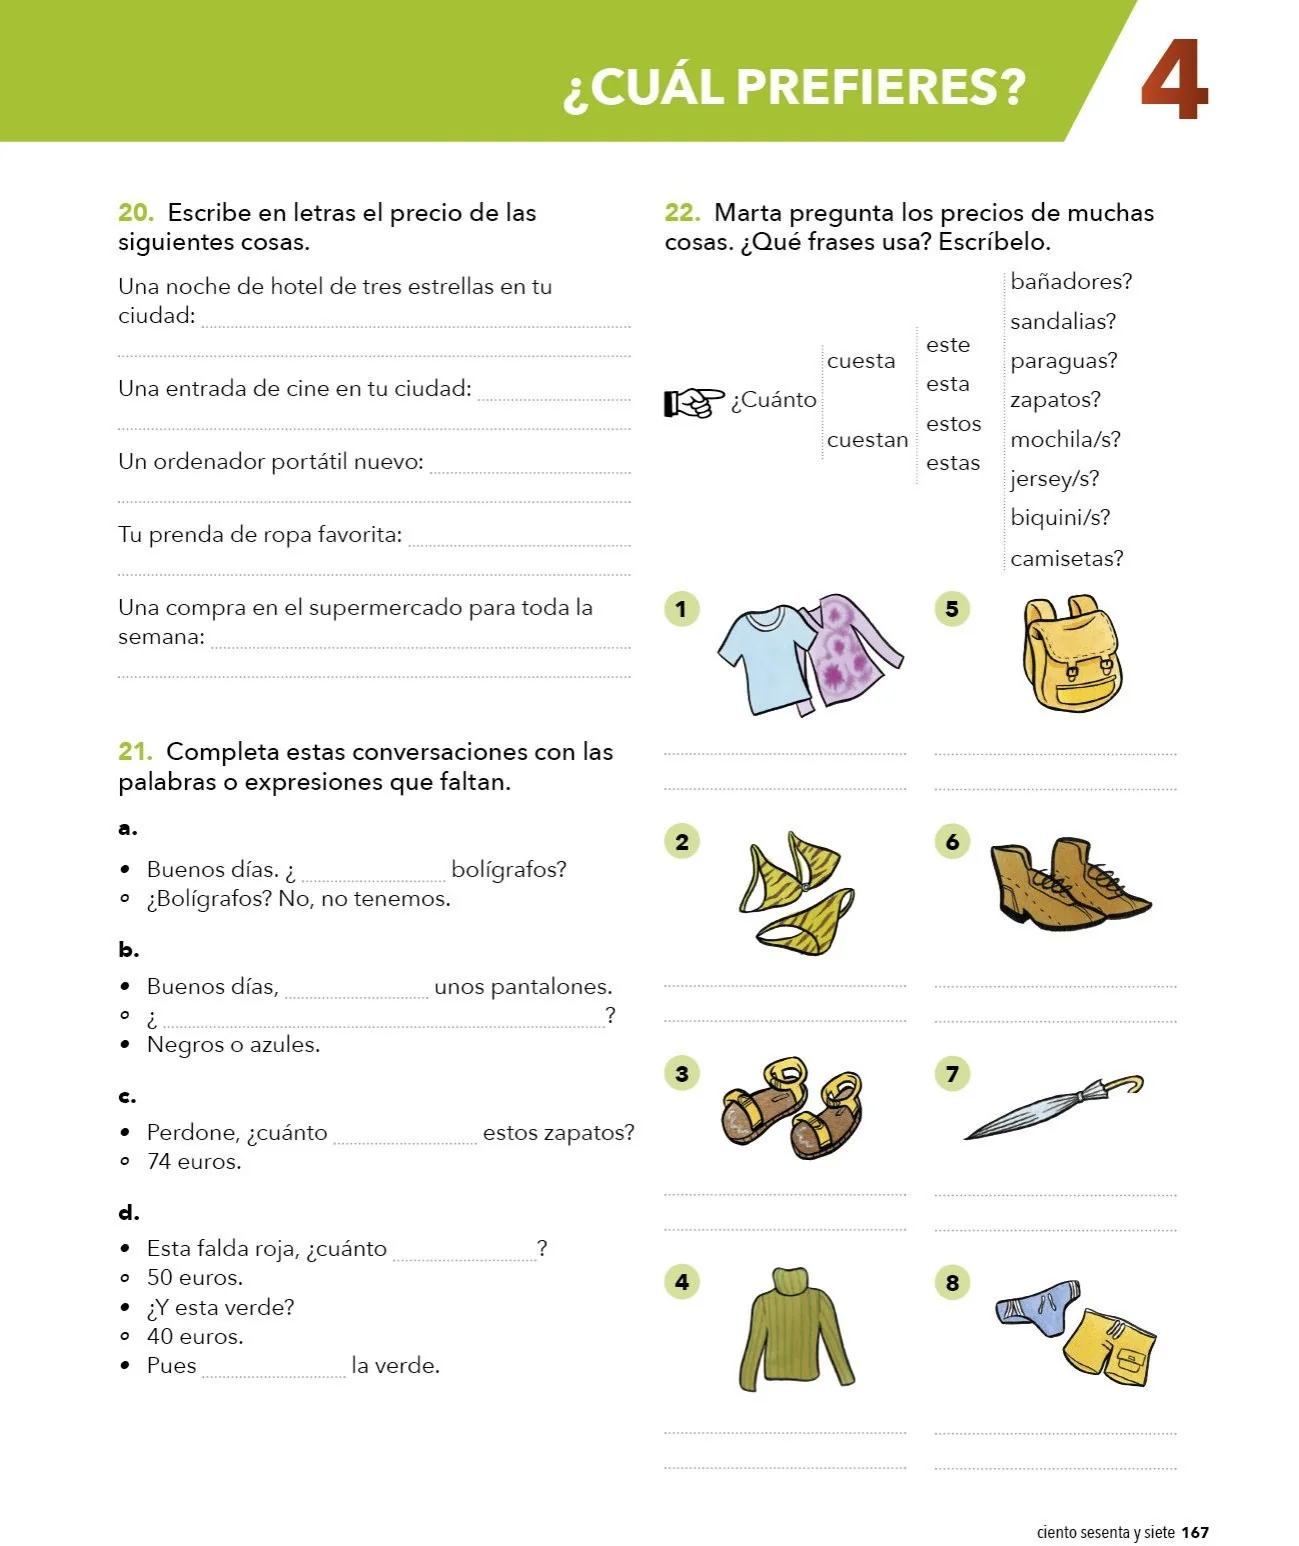 ¿CUÁL PREFIERES?
4
20. Escribe en letras el precio de las
siguientes cosas.
Una noche de hotel de tres estrellas en tu
ciudad:
Una entrada de cine en tu ciudad:
Un ordenador portátil nuevo:
Tu prenda de ropa favorita:
Una compra en el supermercado para toda la
semana:
21. Completa estas conversaciones con las
palabras o expresiones que faltan.
a.
• Buenos días. ¿ bolígrafos?
○ ¿Bolígrafos? No, no tenemos.
b.
• Buenos días, unos pantalones.
○ ¿ ?
• Negros o azules.
c.
• Perdone, ¿cuánto estos zapatos?
○ 74 euros.
d.
• Esta falda roja, ¿cuánto ?
○ 50 euros.
• ¿Y esta verde?
○ 40 euros.
• Pues la verde.
22. Marta pregunta los precios de muchas
cosas. ¿Qué frases usa? Escríbelo.
¿Cuánto
cuesta
cuestan
este
esta
estos
estas
bañadores?
sandalias?
paraguas?
zapatos?
mochila/s?
jersey/s?
biquini/s?
camisetas?
1
5
2
6
3
7
4
8
ciento sesenta y siete 167